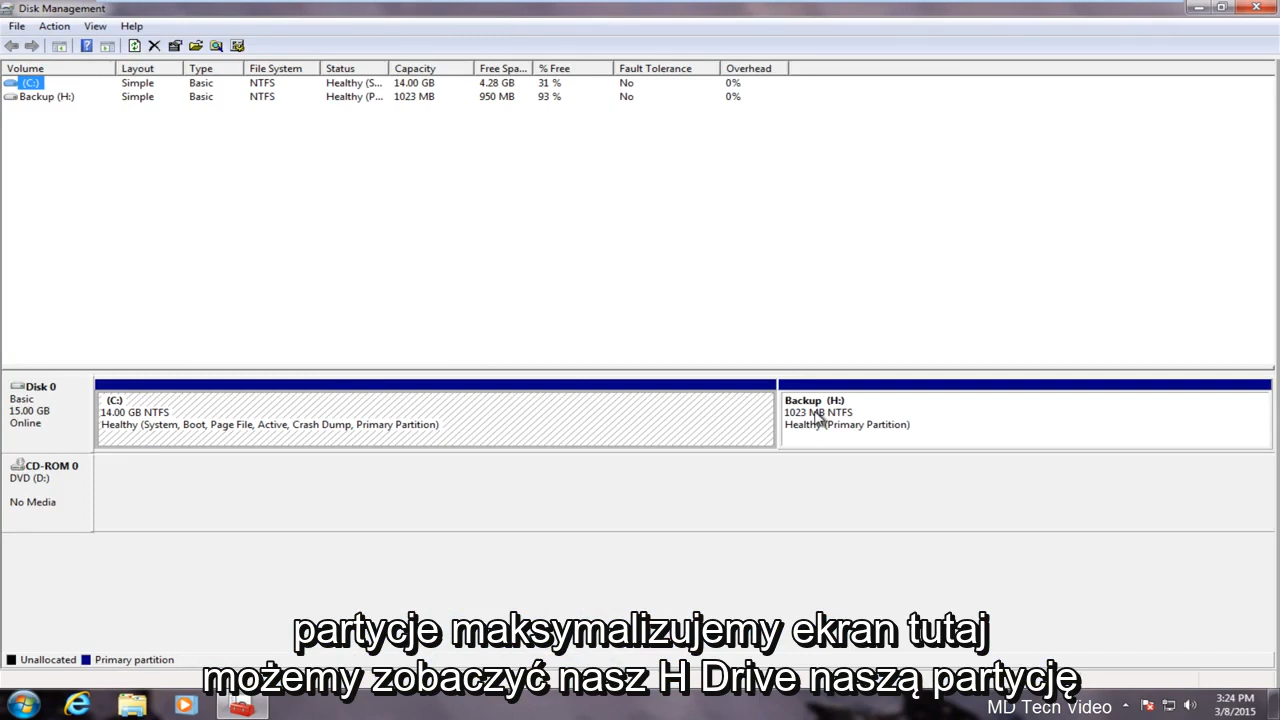 Disk Management
File Action View Help
Volume Layout Type File System Status Capacity Free Spa... % Free Fault Tolerance Overhead
(C:) Simple Basic NTFS Healthy (S... 14.00 GB 4.28 GB 31 % No 0%
Backup (H:) Simple Basic NTFS Healthy (P... 1023 MB 950 MB 93 % No 0%
Disk 0
Basic
15.00 GB
Online
(C:)
14.00 GB NTFS
Healthy (System, Boot, Page File, Active, Crash Dump, Primary Partition)
Backup (H:)
1023 MB NTFS
Healthy (Primary Partition)
CD-ROM 0
DVD (D:)
No Media
partycje maksymalizujemy ekran tutaj
możemy zobaczyć nasz H Drive naszą partycję
Unallocated Primary partition
MD Tech Video
3:24 PM
3/8/2015